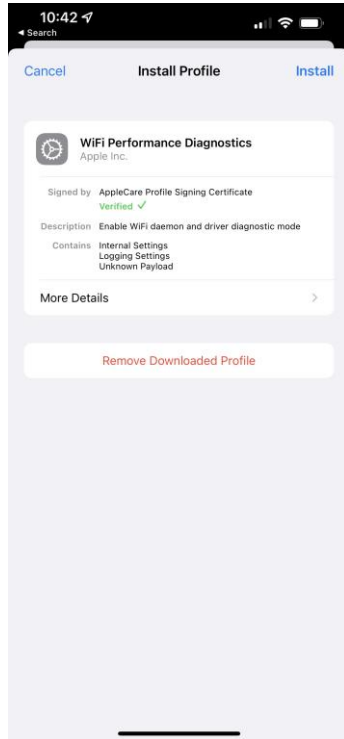 10:42
◀ Search
Cancel
Install Profile
Install
WiFi Performance Diagnostics
Apple Inc.
Signed by AppleCare Profile Signing Certificate
Verified ✓
Description Enable WiFi daemon and driver diagnostic mode
Contains Internal Settings
Logging Settings
Unknown Payload
More Details
Remove Downloaded Profile